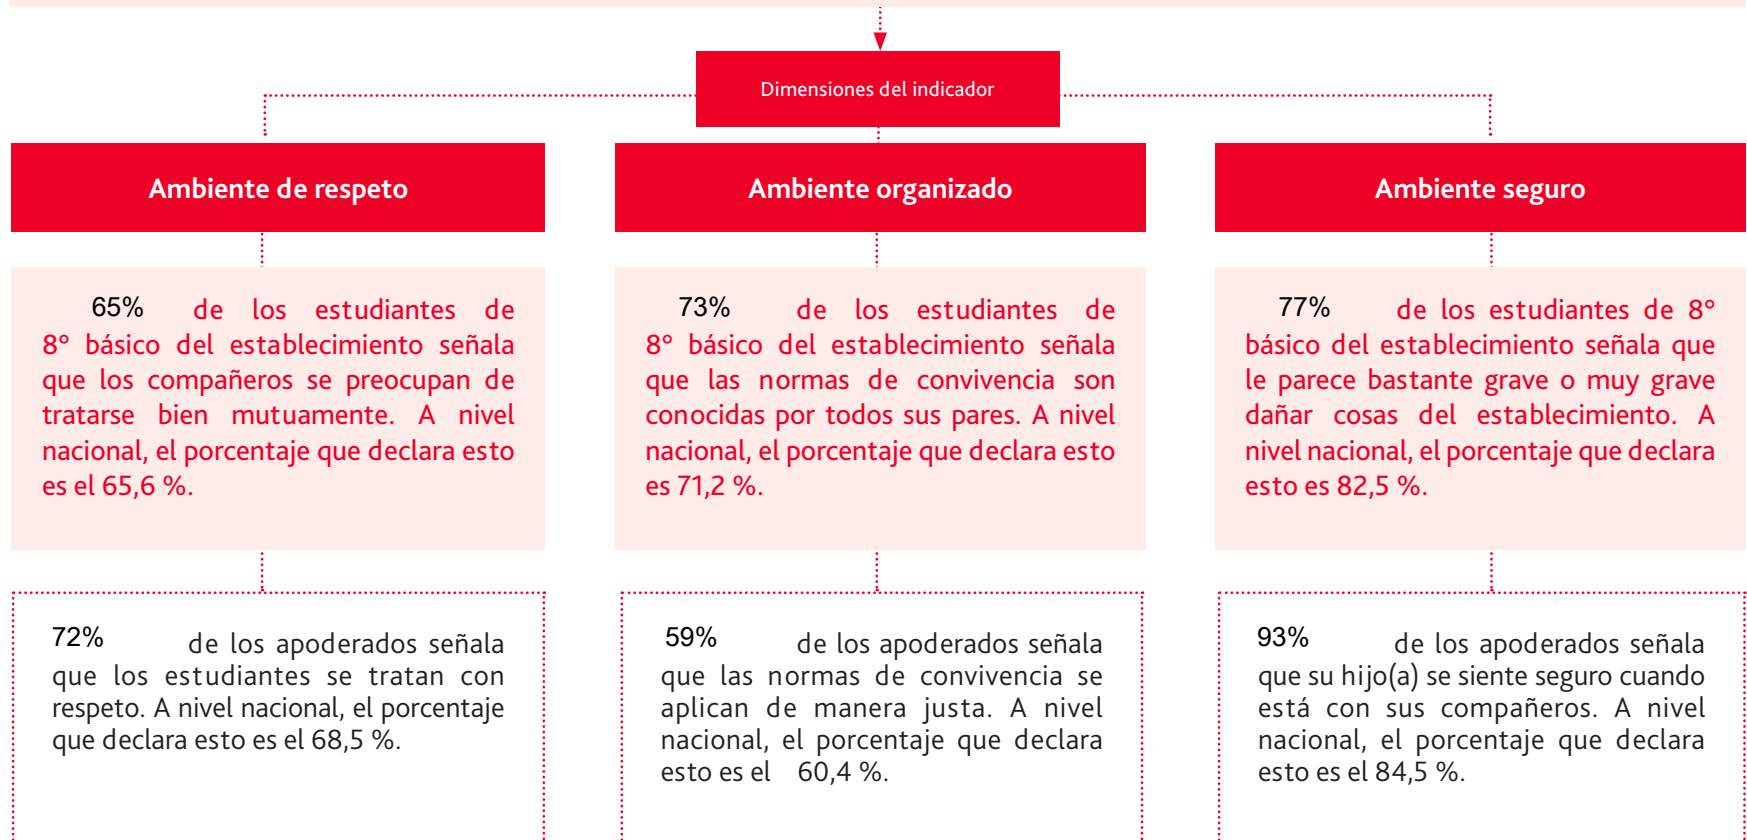 Dimensiones del indicador
Ambiente de respeto
65% de los estudiantes de
8° básico del establecimiento señala
que los compañeros se preocupan de
tratarse bien mutuamente. A nivel
nacional, el porcentaje que declara esto
es el 65,6 %.
72% de los apoderados señala
que los estudiantes se tratan con
respeto. A nivel nacional, el porcentaje
que declara esto es el 68,5 %.
Ambiente organizado
73% de los estudiantes de
8° básico del establecimiento señala
que las normas de convivencia son
conocidas por todos sus pares. A nivel
nacional, el porcentaje que declara esto
es 71,2 %.
59% de los apoderados señala
que las normas de convivencia se
aplican de manera justa. A nivel
nacional, el porcentaje que declara
esto es el 60,4 %.
Ambiente seguro
77% de los estudiantes de 8°
básico del establecimiento señala que
le parece bastante grave o muy grave
dañar cosas del establecimiento. A
nivel nacional, el porcentaje que declara
esto es 82,5 %.
93% de los apoderados señala
que su hijo(a) se siente seguro cuando
está con sus compañeros. A nivel
nacional, el porcentaje que declara
esto es el 84,5 %.